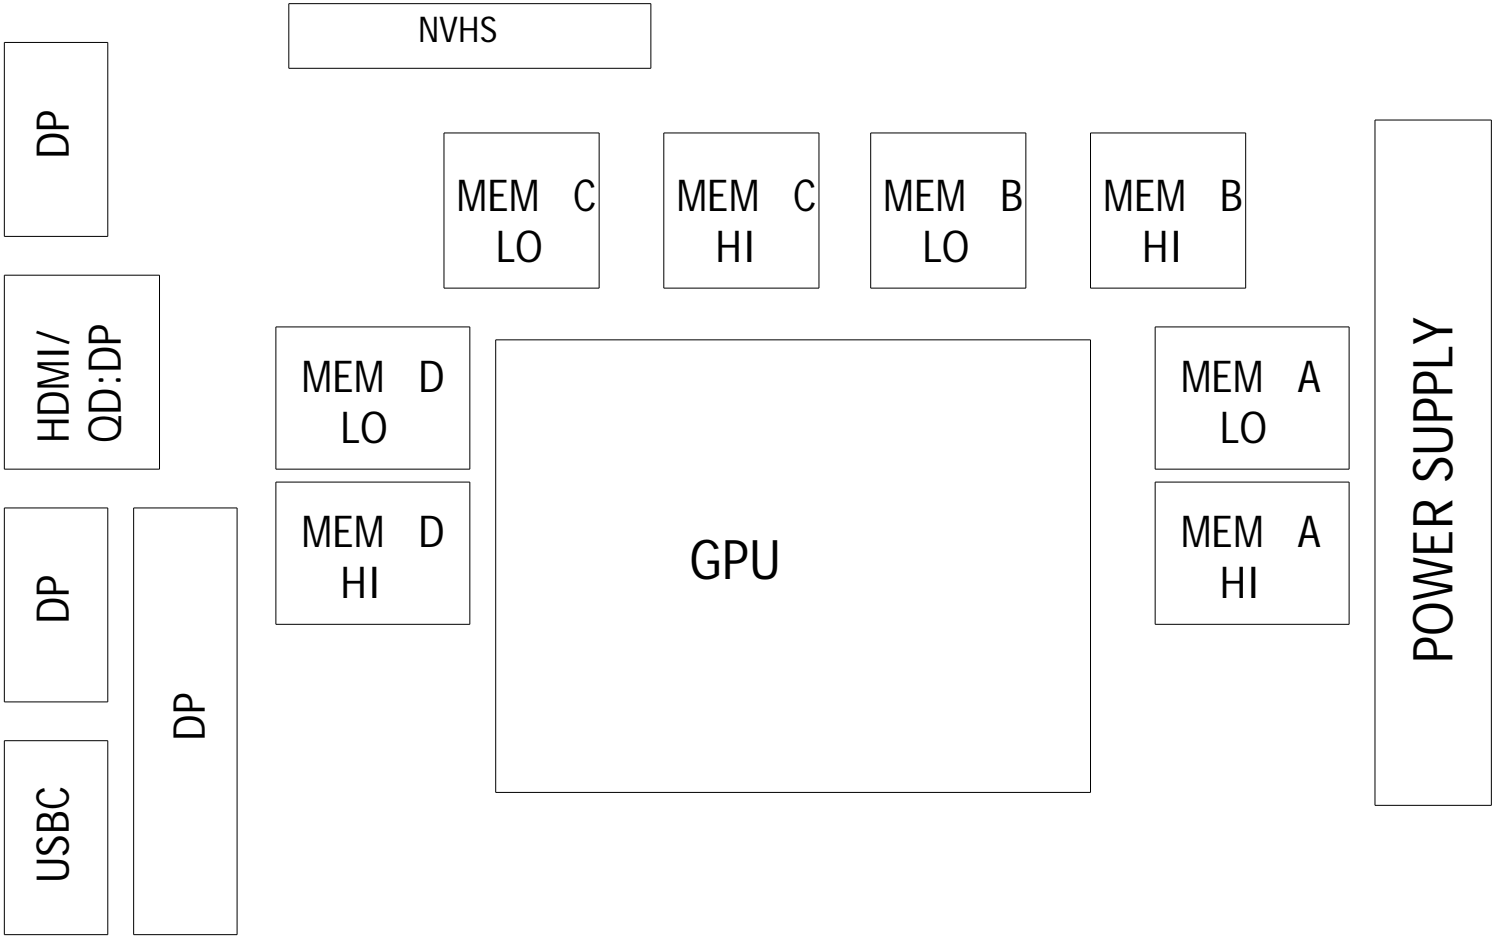 NVHS
DP
MEM C
LO
MEM C
HI
MEM B
LO
MEM B
HI
HDMI/
QD:DP
MEM D
LO
MEM A
LO
MEM D
HI
GPU
MEM A
HI
POWER SUPPLY
DP
DP
USBC